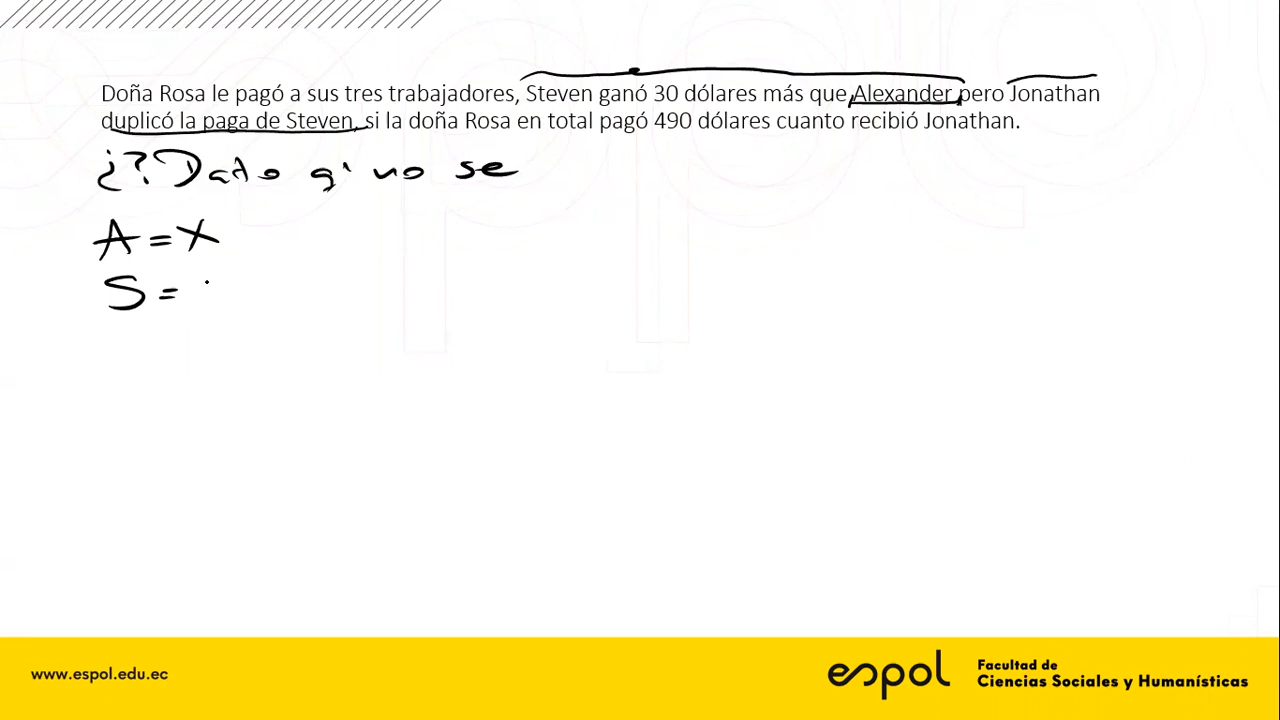 Doña Rosa le pagó a sus tres trabajadores, Steven ganó 30 dólares más que Alexander pero Jonathan
duplicó la paga de Steven, si la doña Rosa en total pagó 490 dólares cuanto recibió Jonathan.
¿? Dato q' no se
A = X
S =
www.espol.edu.ec
espol
Facultad de
Ciencias Sociales y Humanísticas